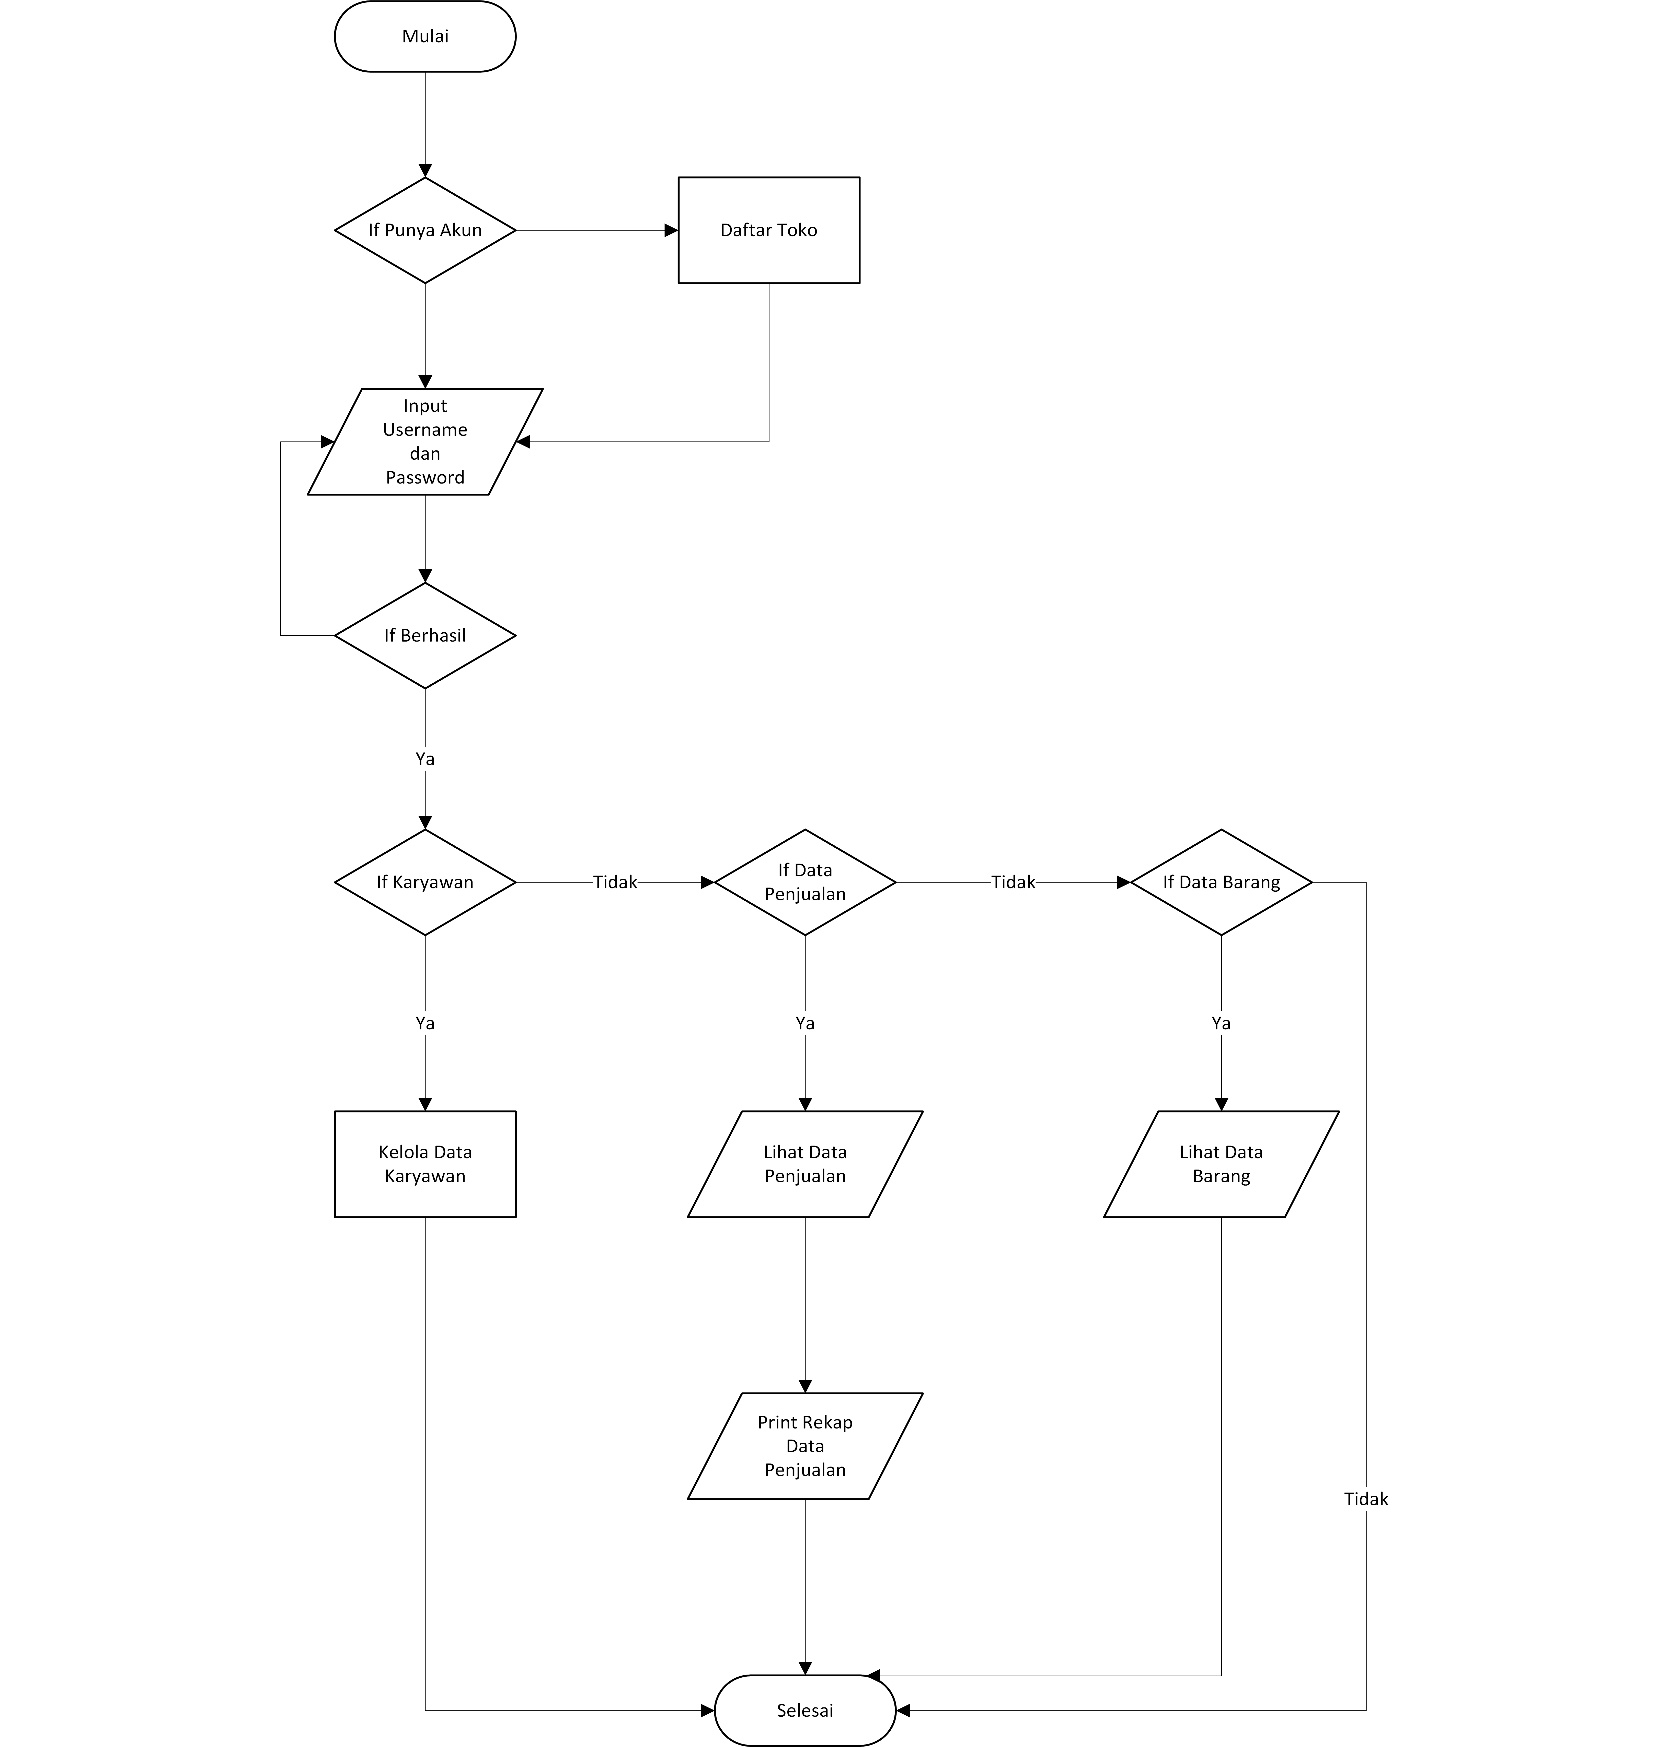 Mulai
If Punya Akun
Daftar Toko
Input
Username
dan
Password
If Berhasil
Ya
If Karyawan
Tidak
If Data
Penjualan
Tidak
If Data Barang
Ya
Ya
Ya
Kelola Data
Karyawan
Lihat Data
Penjualan
Lihat Data
Barang
Print Rekap
Data
Penjualan
Tidak
Selesai